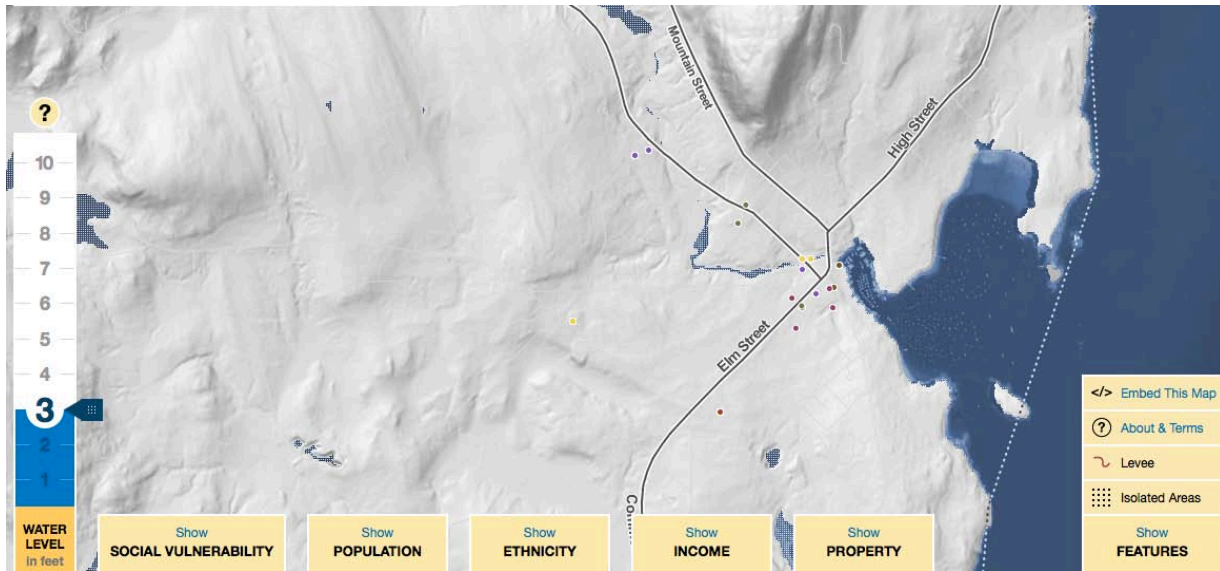 Mountain Street
High Street
?
10
9
8
7
6
5
4
3
2
1
WATER
LEVEL
in feet
Elm Street
</> Embed This Map
? About & Terms
Levee
Isolated Areas
Show
SOCIAL VULNERABILITY
Show
POPULATION
Show
ETHNICITY
Show
INCOME
Show
PROPERTY
Show
FEATURES